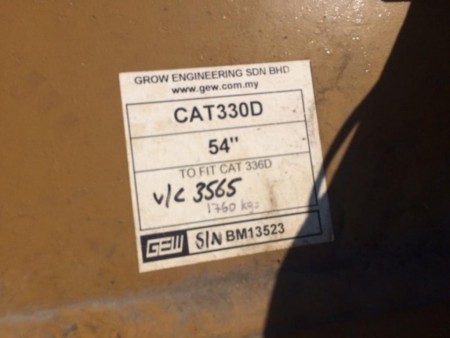 GROW ENGINEERING SDN BHD
www.gew.com.my
CAT330D
54"
TO FIT CAT 336D
V/C 3565
1760 kgs
GEW S/N BM13523